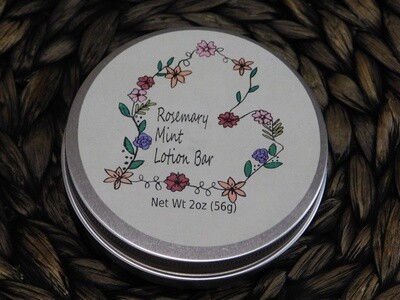 Rosemary
Mint
Lotion Bar
Net Wt 2oz (56g)